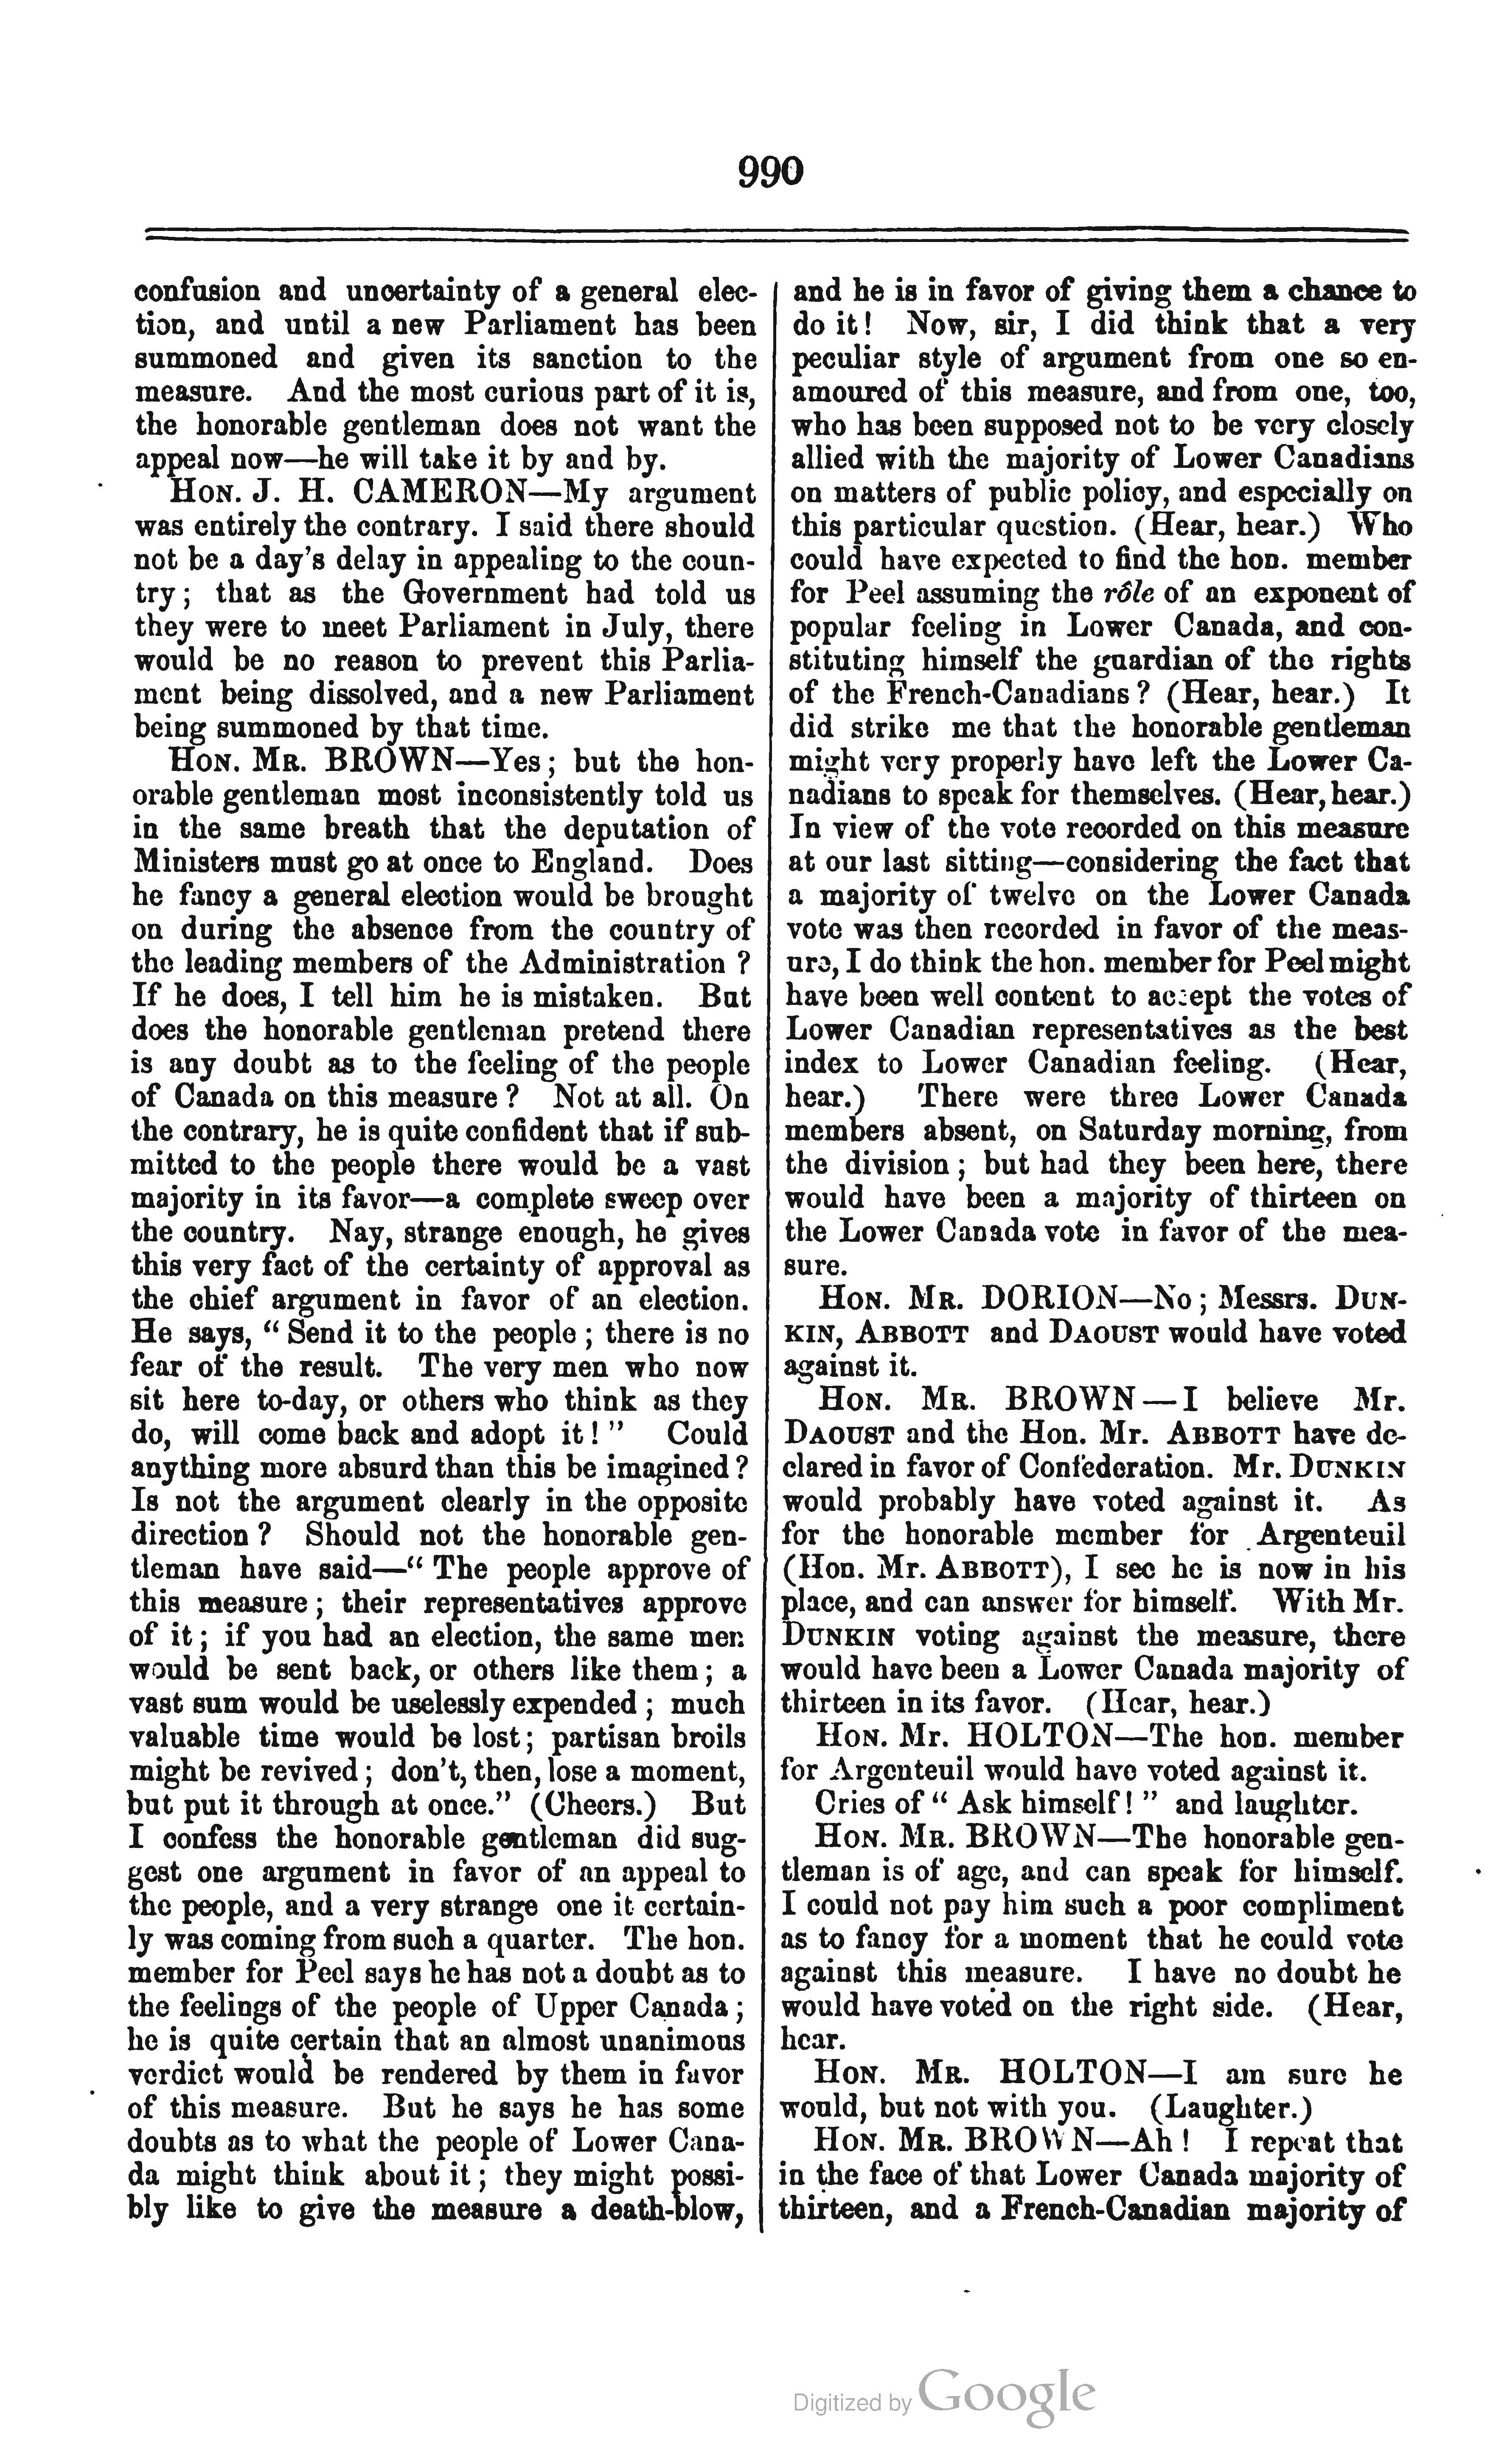 990
confusion and uncertainty of a general elec-
tion, and until a new Parliament has been
summoned and given its sanction to the
measure. And the most curious part of it is,
the honorable gentleman does not want the
appeal now—he will take it by and by.
HON. J. H. CAMERON—My argument
was entirely the contrary. I said there should
not be a day's delay in appealing to the coun-
try; that as the Government had told us
they were to meet Parliament in July, there
would be no reason to prevent this Parlia-
ment being dissolved, and a new Parliament
being summoned by that time.
HON. MR. BROWN—Yes; but the hon-
orable gentleman most inconsistently told us
in the same breath that the deputation of
Ministers must go at once to England. Does
he fancy a general election would be brought
on during the absence from the country of
the leading members of the Administration ?
If he does, I tell him he is mistaken. But
does the honorable gentleman pretend there
is any doubt as to the feeling of the people
of Canada on this measure ? Not at all. On
the contrary, he is quite confident that if sub-
mitted to the people there would be a vast
majority in its favor—a complete sweep over
the country. Nay, strange enough, he gives
this very fact of the certainty of approval as
the chief argument in favor of an election.
He says, " Send it to the people ; there is no
fear of the result. The very men who now
sit here to-day, or others who think as they
do, will come back and adopt it ! " Could
anything more absurd than this be imagined ?
Is not the argument clearly in the opposite
direction ? Should not the honorable gen-
tleman have said—" The people approve of
this measure ; their representatives approve
of it ; if you had an election, the same men
would be sent back, or others like them ; a
vast sum would be uselessly expended ; much
valuable time would be lost ; partisan broils
might be revived ; don't, then, lose a moment,
but put it through at once." (Cheers.) But
I confess the honorable gentleman did sug-
gest one argument in favor of an appeal to
the people, and a very strange one it certain-
ly was coming from such a quarter. The hon.
member for Peel says he has not a doubt as to
the feelings of the people of Upper Canada ;
he is quite certain that an almost unanimous
verdict would be rendered by them in favor
of this measure. But he says he has some
doubts as to what the people of Lower Cana-
da might think about it ; they might possi-
bly like to give the measure a death-blow,
and he is in favor of giving them a chance to
do it ! Now, sir, I did think that a very
peculiar style of argument from one so en-
amoured of this measure, and from one, too,
who has been supposed not to be very closely
allied with the majority of Lower Canadians
on matters of public policy, and especially on
this particular question. (Hear, hear.) Who
could have expected to find the hon. member
for Peel assuming the rôle of an exponent of
popular feeling in Lower Canada, and con-
stituting himself the guardian of the rights
of the French-Canadians ? (Hear, hear.) It
did strike me that the honorable gentleman
might very properly have left the Lower Ca-
nadians to speak for themselves. (Hear, hear.)
In view of the vote recorded on this measure
at our last sitting—considering the fact that
a majority of twelve on the Lower Canada
vote was then recorded in favor of the meas-
ure, I do think the hon. member for Peel might
have been well content to accept the votes of
Lower Canadian representatives as the best
index to Lower Canadian feeling. (Hear,
hear.) There were three Lower Canada
members absent, on Saturday morning, from
the division ; but had they been here, there
would have been a majority of thirteen on
the Lower Canada vote in favor of the mea-
sure.
HON. MR. DORION—No ; Messrs. DUN-
KIN, ABBOTT and DAOUST would have voted
against it.
HON. MR. BROWN—I believe Mr.
DAOUST and the Hon. Mr. ABBOTT have de-
clared in favor of Confederation. Mr. DUNKIN
would probably have voted against it. As
for the honorable member for Argenteuil
(Hon. Mr. ABBOTT), I see he is now in his
place, and can answer for himself. With Mr.
DUNKIN voting against the measure, there
would have been a Lower Canada majority of
thirteen in its favor. (Hear, hear.)
HON. Mr. HOLTON—The hon. member
for Argenteuil would have voted against it.
Cries of " Ask himself ! " and laughter.
HON. MR. BROWN—The honorable gen-
tleman is of age, and can speak for himself.
I could not pay him such a poor compliment
as to fancy for a moment that he could vote
against this measure. I have no doubt he
would have voted on the right side. (Hear,
hear.
HON. MR. HOLTON—I am sure he
would, but not with you. (Laughter.)
HON. MR. BROWN—Ah ! I repeat that
in the face of that Lower Canada majority of
thirteen, and a French-Canadian majority of
Digitized by Google